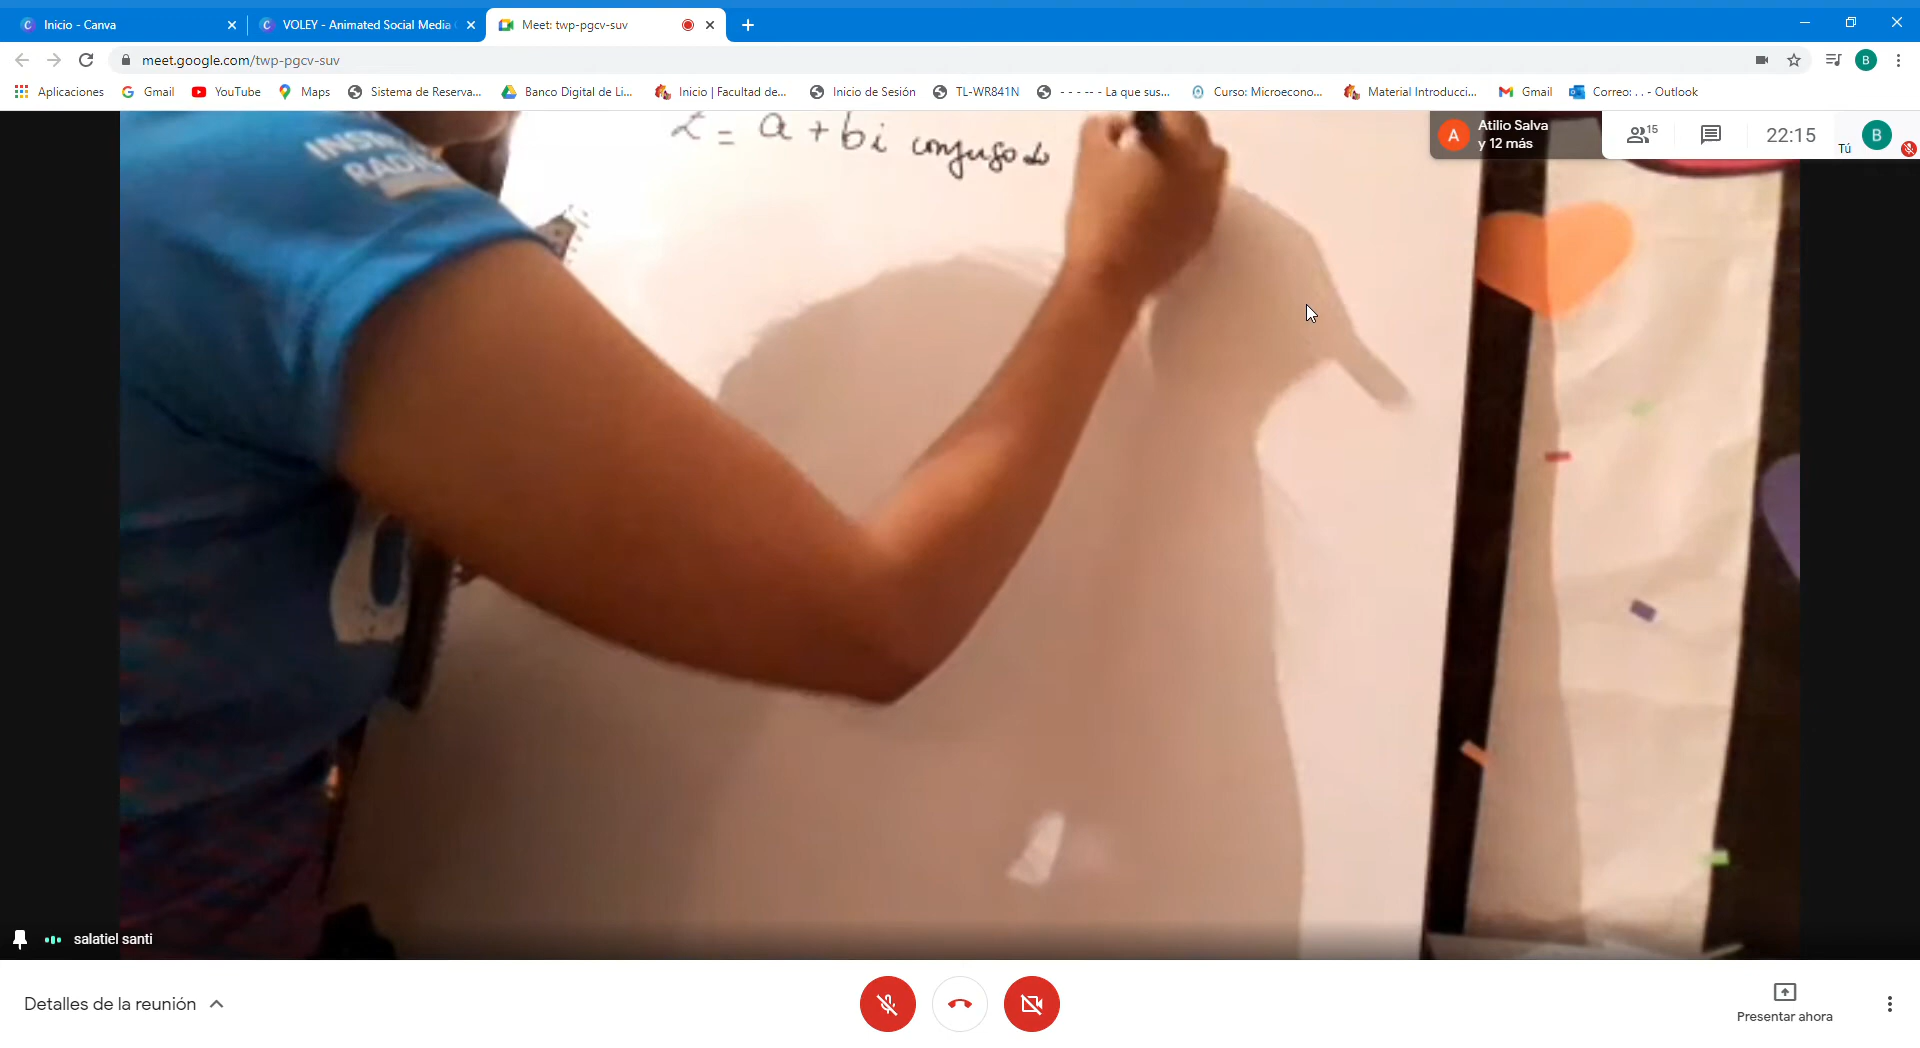 Inicio - Canva
VOLEY - Animated Social Media
Meet: twp-pgcv-suv
meet.google.com/twp-pgcv-suv
B
Aplicaciones
Gmail
YouTube
Maps
Sistema de Reserva...
Banco Digital de Li...
Inicio | Facultad de...
Inicio de Sesión
TL-WR841N
- - - -- - La que sus...
Curso: Microecono...
Material Introducci...
Gmail
Correo: . . - Outlook
z = a + bi conjugado
A
Atilio Salva
y 12 más
15
22:15
Tú
B
salatiel santi
Detalles de la reunión
Presentar ahora